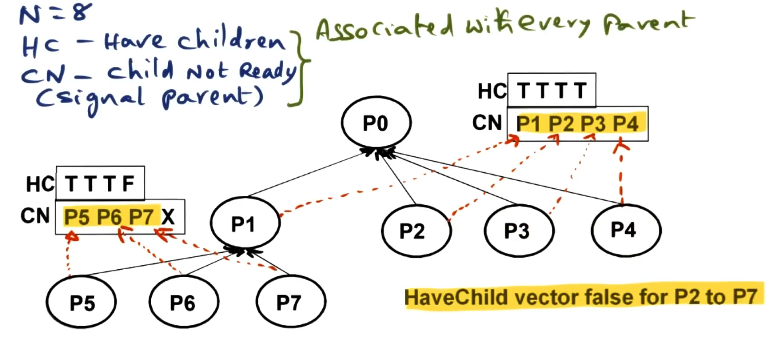 N=8
HC – Have children
CN – Child Not Ready
(signal parent)
Associated with every parent
HC T T T T
CN P1 P2 P3 P4
P0
HC T T T F
CN P5 P6 P7 X
P1
P2
P3
P4
P5
P6
P7
HaveChild vector false for P2 to P7